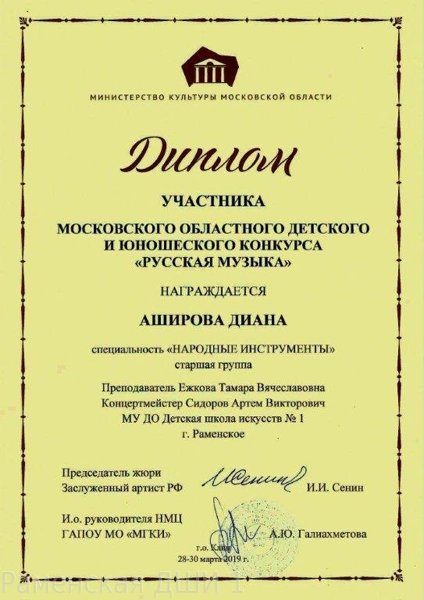 МИНИСТЕРСТВО КУЛЬТУРЫ МОСКОВСКОЙ ОБЛАСТИ
Диплом
УЧАСТНИКА
МОСКОВСКОГО ОБЛАСТНОГО ДЕТСКОГО
И ЮНОШЕСКОГО КОНКУРСА
«РУССКАЯ МУЗЫКА»
НАГРАЖДАЕТСЯ
АШИРОВА ДИАНА
специальность «НАРОДНЫЕ ИНСТРУМЕНТЫ»
старшая группа
Преподаватель Ежкова Тамара Вячеславовна
Концертмейстер Сидоров Артем Викторович
МУ ДО Детская школа искусств № 1
г. Раменское
Председатель жюри
Заслуженный артист РФ И.И. Сенин
И.о. руководителя НМЦ
ГАПОУ МО «МГКИ» А.Ю. Галиахметова
г.о. Клин
28-30 марта 2019 г.
Раменская ДШИ 1